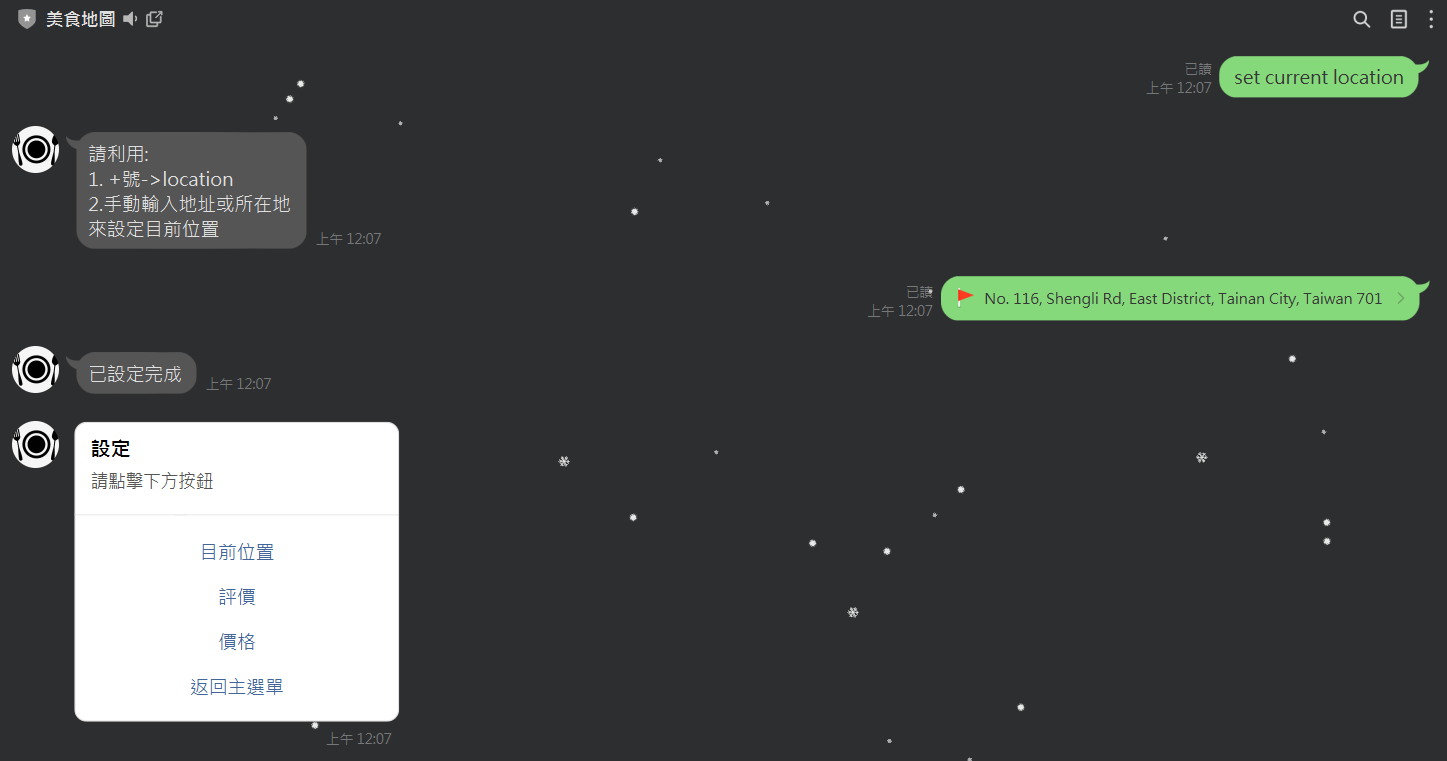 美食地圖
已讀
上午 12:07
set current location
請利用:
1. +號->location
2.手動輸入地址或所在地
來設定目前位置
上午 12:07
已讀
上午 12:07
No. 116, Shengli Rd, East District, Tainan City, Taiwan 701
已設定完成
上午 12:07
設定
請點擊下方按鈕
目前位置
評價
價格
返回主選單
上午 12:07